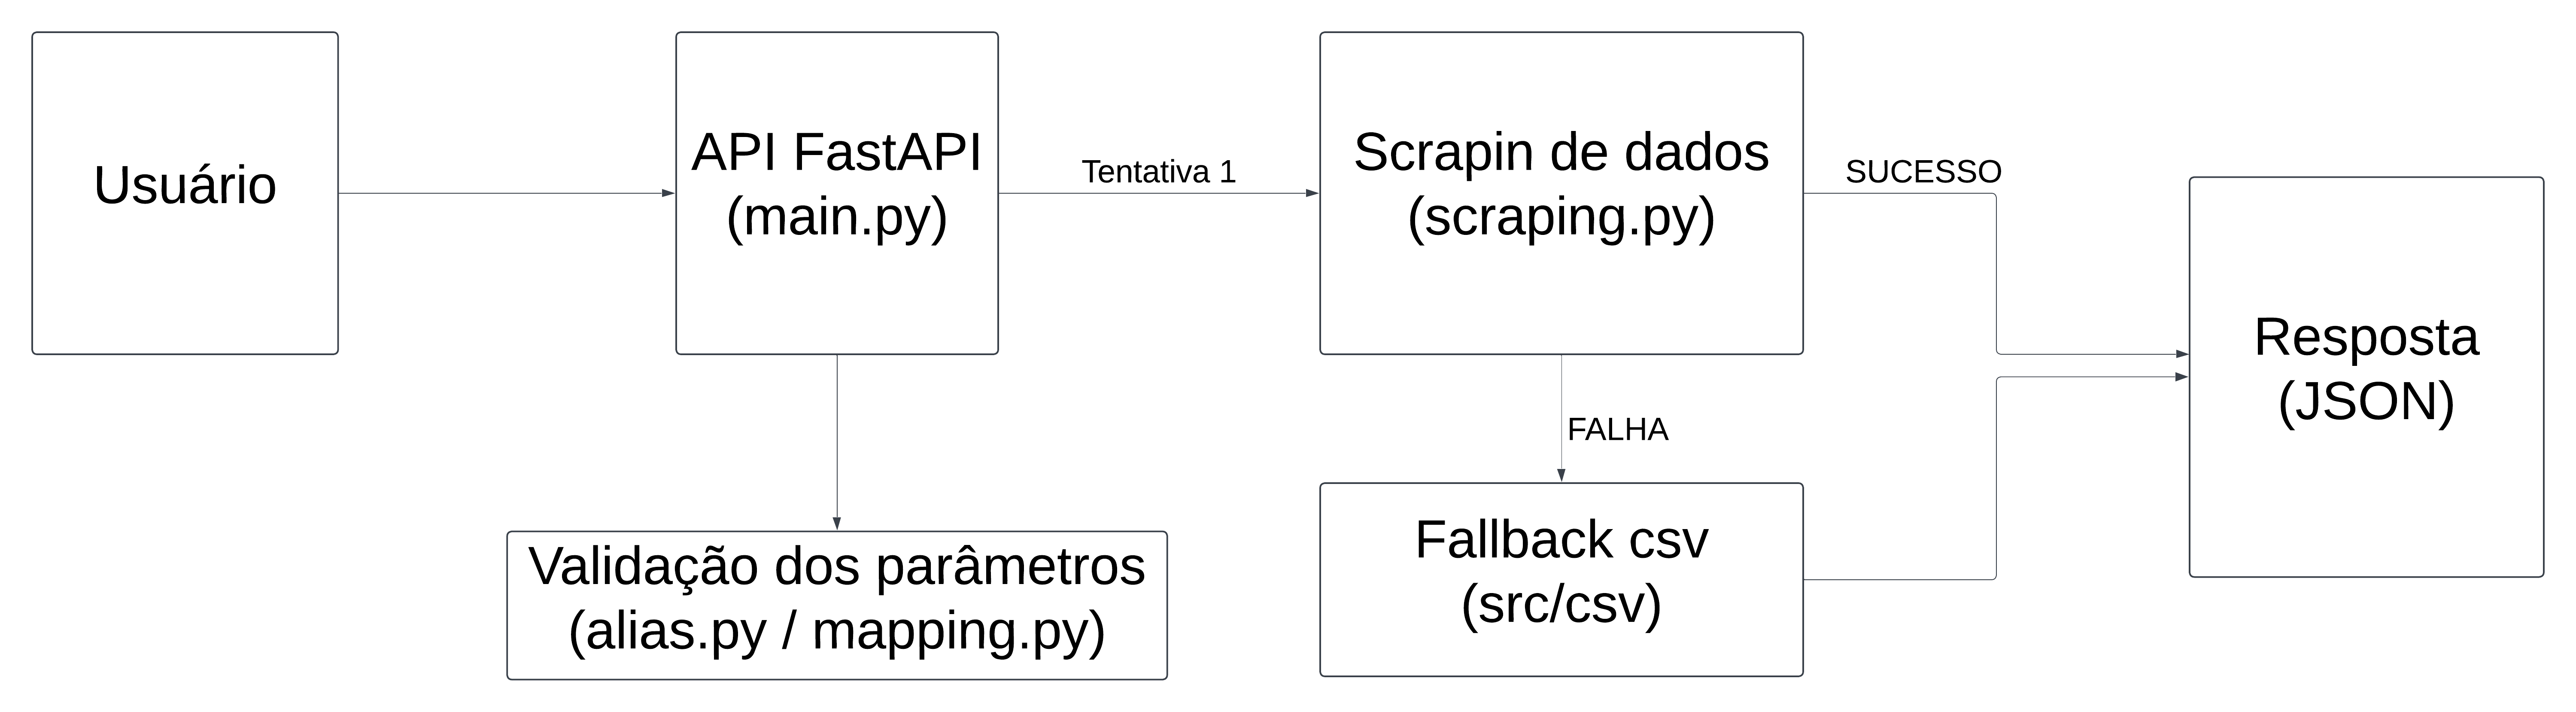 Usuário
API FastAPI
(main.py)
Tentativa 1
Scrapin de dados
(scraping.py)
SUCESSO
Resposta
(JSON)
FALHA
Validação dos parâmetros
(alias.py / mapping.py)
Fallback csv
(src/csv)